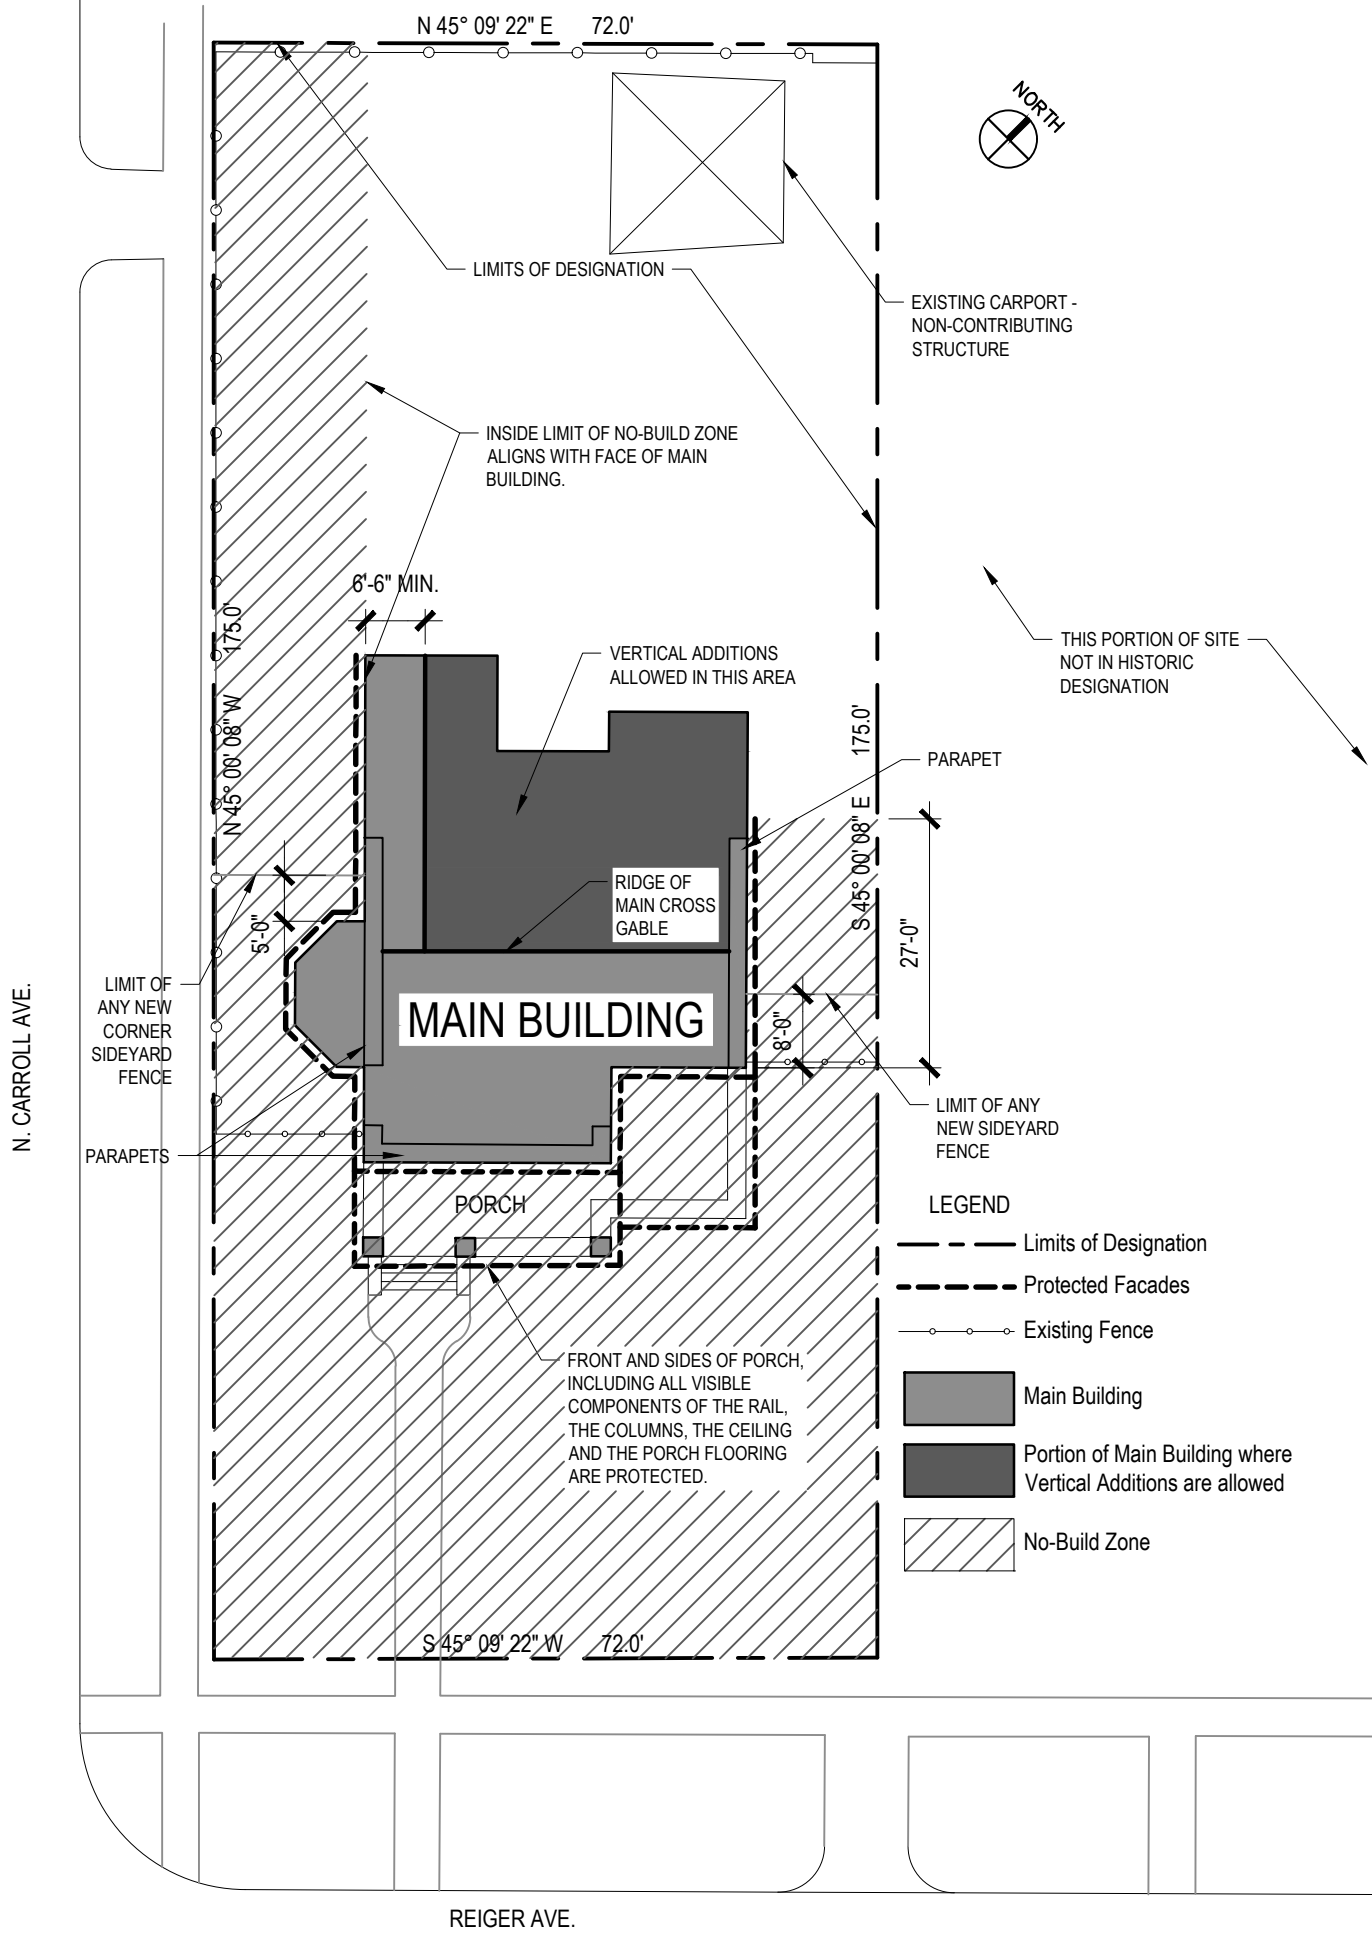 N 45° 09' 22" E 72.0'
NORTH
LIMITS OF DESIGNATION
EXISTING CARPORT -
NON-CONTRIBUTING
STRUCTURE
INSIDE LIMIT OF NO-BUILD ZONE
ALIGNS WITH FACE OF MAIN
BUILDING.
6'-6" MIN.
N 45° 00' 08" W 175.0'
VERTICAL ADDITIONS
ALLOWED IN THIS AREA
THIS PORTION OF SITE
NOT IN HISTORIC
DESIGNATION
S 45° 00' 08" E 175.0'
PARAPET
RIDGE OF
MAIN CROSS
GABLE
5'-0"
27'-0"
LIMIT OF
ANY NEW
CORNER
SIDEYARD
FENCE
MAIN BUILDING
8'-0"
N. CARROLL AVE.
LIMIT OF ANY
NEW SIDEYARD
FENCE
PARAPETS
PORCH
LEGEND
Limits of Designation
Protected Facades
Existing Fence
Main Building
Portion of Main Building where
Vertical Additions are allowed
No-Build Zone
FRONT AND SIDES OF PORCH,
INCLUDING ALL VISIBLE
COMPONENTS OF THE RAIL,
THE COLUMNS, THE CEILING
AND THE PORCH FLOORING
ARE PROTECTED.
S 45° 09' 22" W 72.0'
REIGER AVE.